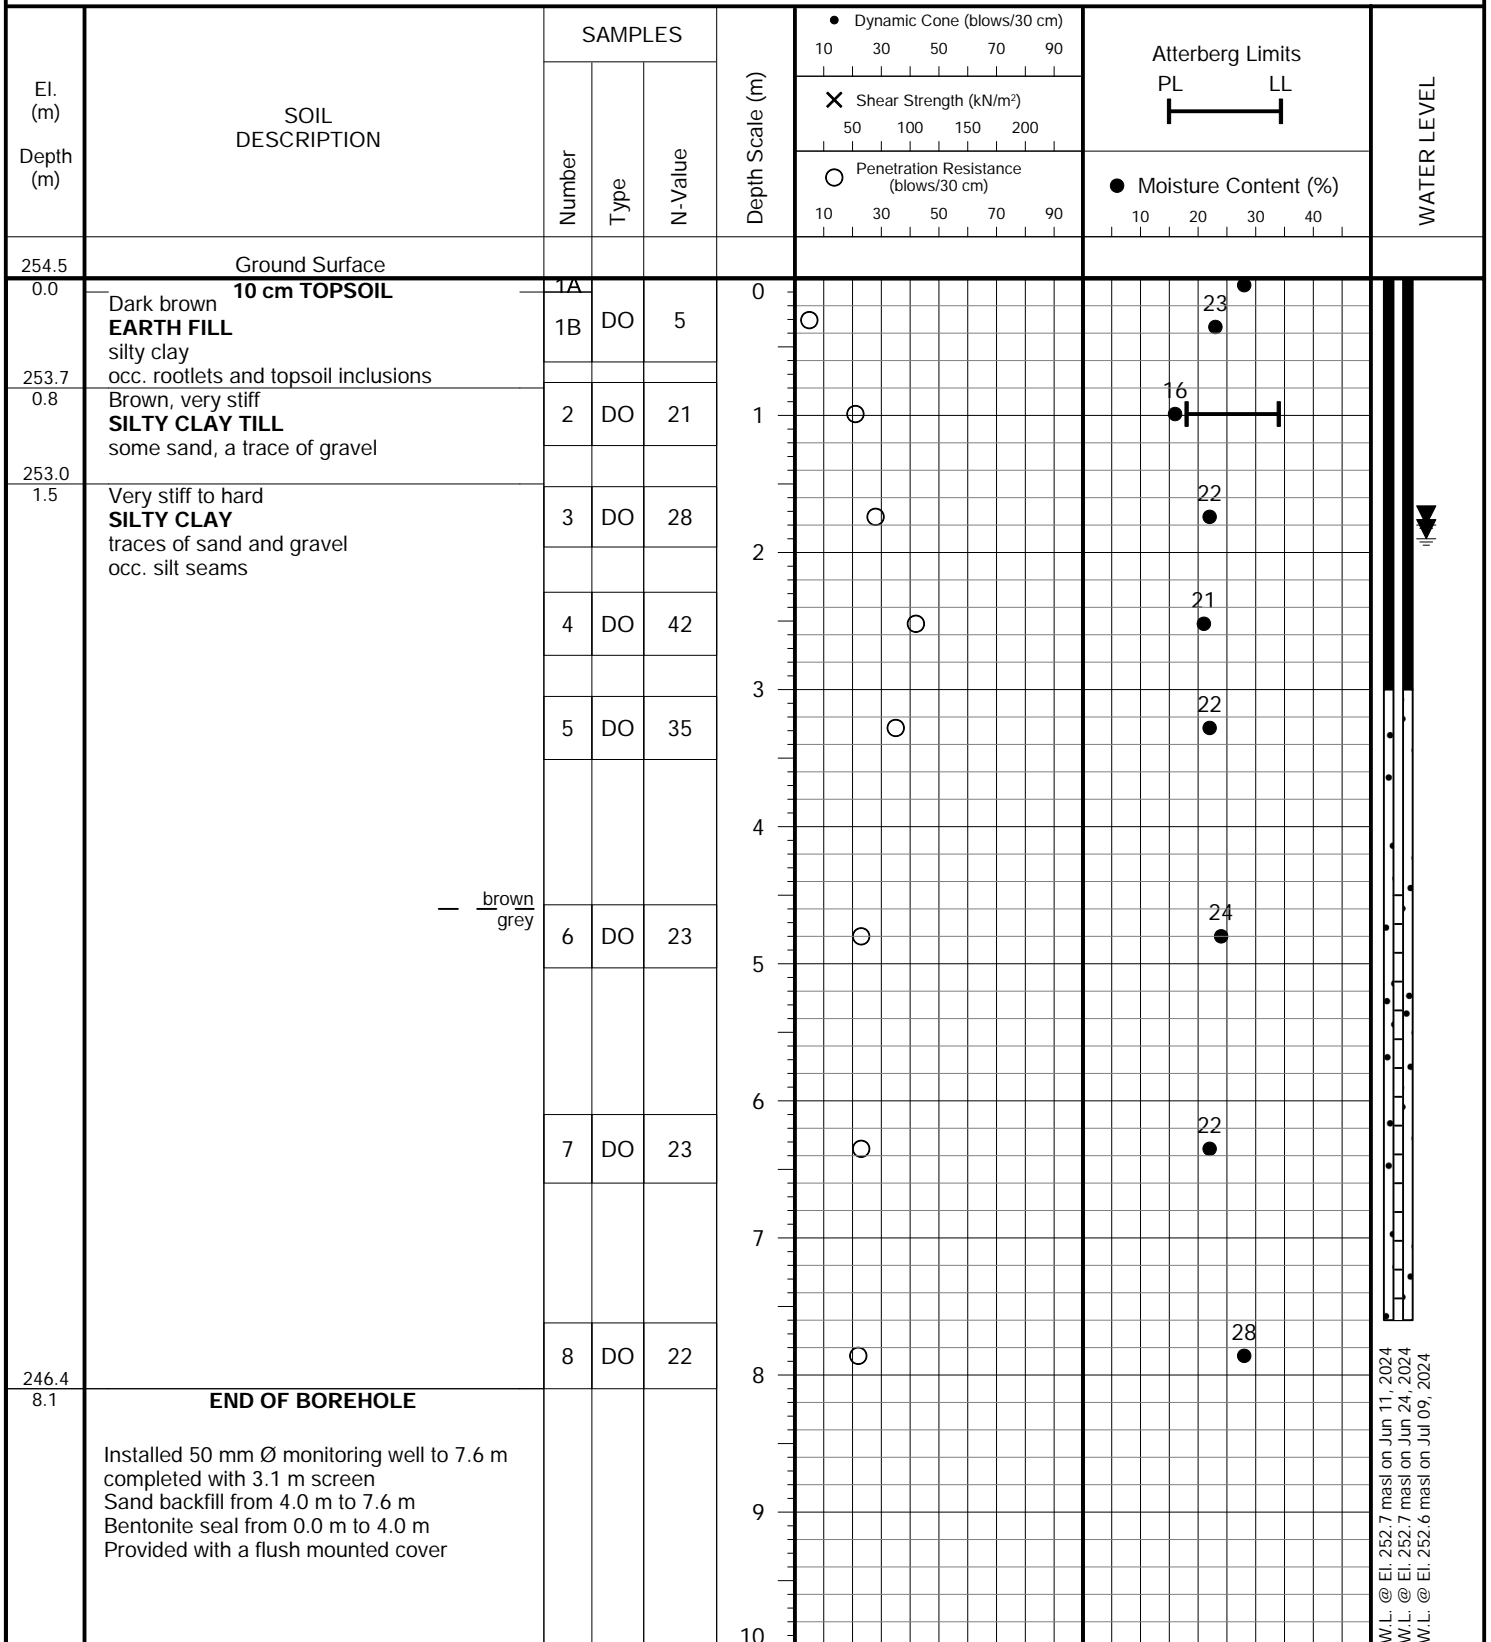 El.
(m)
Depth
(m)
SOIL
DESCRIPTION
SAMPLES
Number
Type
N-Value
Depth Scale (m)
Dynamic Cone (blows/30 cm)
10 30 50 70 90
Shear Strength (kN/m²)
50 100 150 200
Penetration Resistance
(blows/30 cm)
10 30 50 70 90
Atterberg Limits
PL LL
Moisture Content (%)
10 20 30 40
WATER LEVEL
254.5 Ground Surface
0.0 10 cm TOPSOIL 1A 0
Dark brown 23
EARTH FILL 1B DO 5
silty clay
253.7 occ. rootlets and topsoil inclusions
0.8 Brown, very stiff 16
SILTY CLAY TILL 2 DO 21 1
some sand, a trace of gravel
253.0
1.5 Very stiff to hard 22
SILTY CLAY 3 DO 28
traces of sand and gravel 2
occ. silt seams
21
4 DO 42
3
22
5 DO 35
4
brown
grey
24
6 DO 23
5
6
22
7 DO 23
7
28
8 DO 22
8
246.4
8.1 END OF BOREHOLE
Installed 50 mm Ø monitoring well to 7.6 m
completed with 3.1 m screen
Sand backfill from 4.0 m to 7.6 m
9
Bentonite seal from 0.0 m to 4.0 m
Provided with a flush mounted cover
10
W.L. @ El. 252.7 masl on Jun 11, 2024
W.L. @ El. 252.7 masl on Jun 24, 2024
W.L. @ El. 252.6 masl on Jul 09, 2024